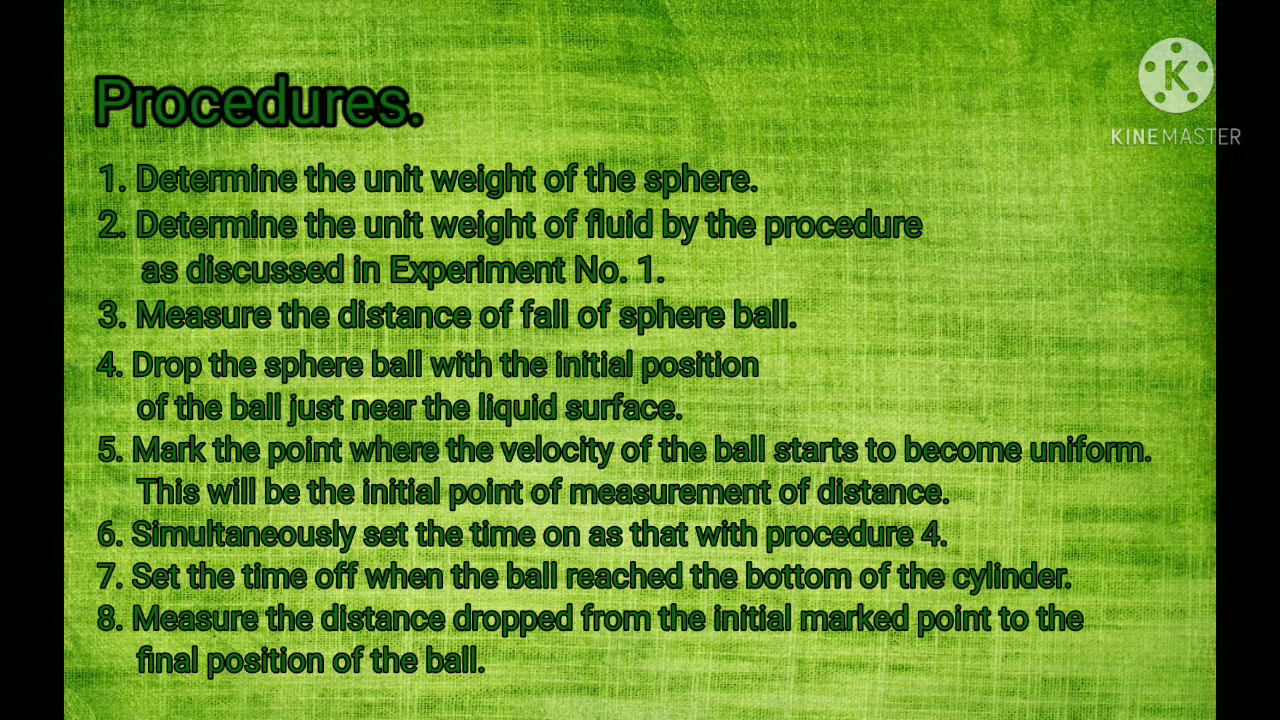 Procedures.
K
KINEMASTER
1. Determine the unit weight of the sphere.
2. Determine the unit weight of fluid by the procedure
as discussed in Experiment No. 1.
3. Measure the distance of fall of sphere ball.
4. Drop the sphere ball with the initial position
of the ball just near the liquid surface.
5. Mark the point where the velocity of the ball starts to become uniform.
This will be the initial point of measurement of distance.
6. Simultaneously set the time on as that with procedure 4.
7. Set the time off when the ball reached the bottom of the cylinder.
8. Measure the distance dropped from the initial marked point to the
final position of the ball.